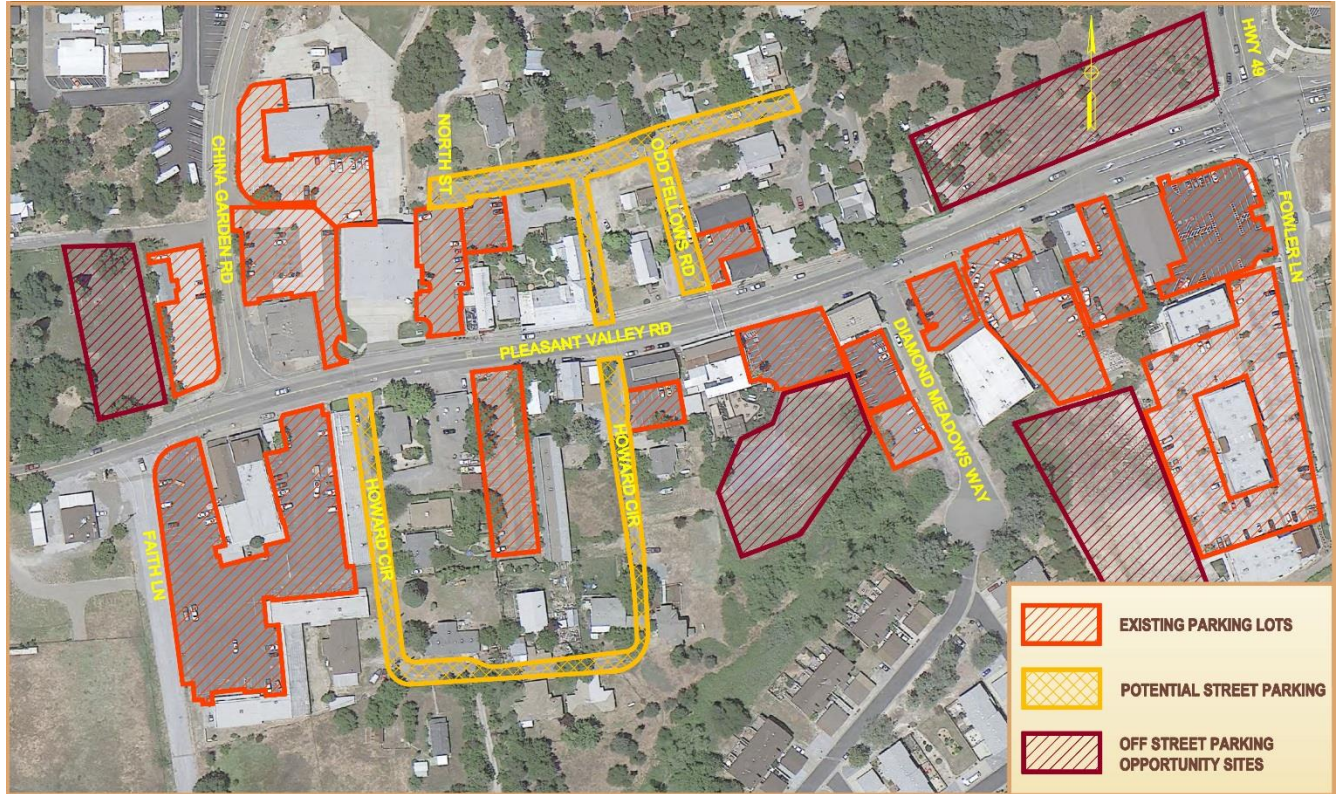 HWY 49
NORTH ST
CHINA GARDEN RD
ODD FELLOWS RD
FOWLER LN
PLEASANT VALLEY RD
DIAMOND MEADOWS WAY
HOWARD CIR
HOWARD CIR
FAITH LN
EXISTING PARKING LOTS
POTENTIAL STREET PARKING
OFF STREET PARKING
OPPORTUNITY SITES